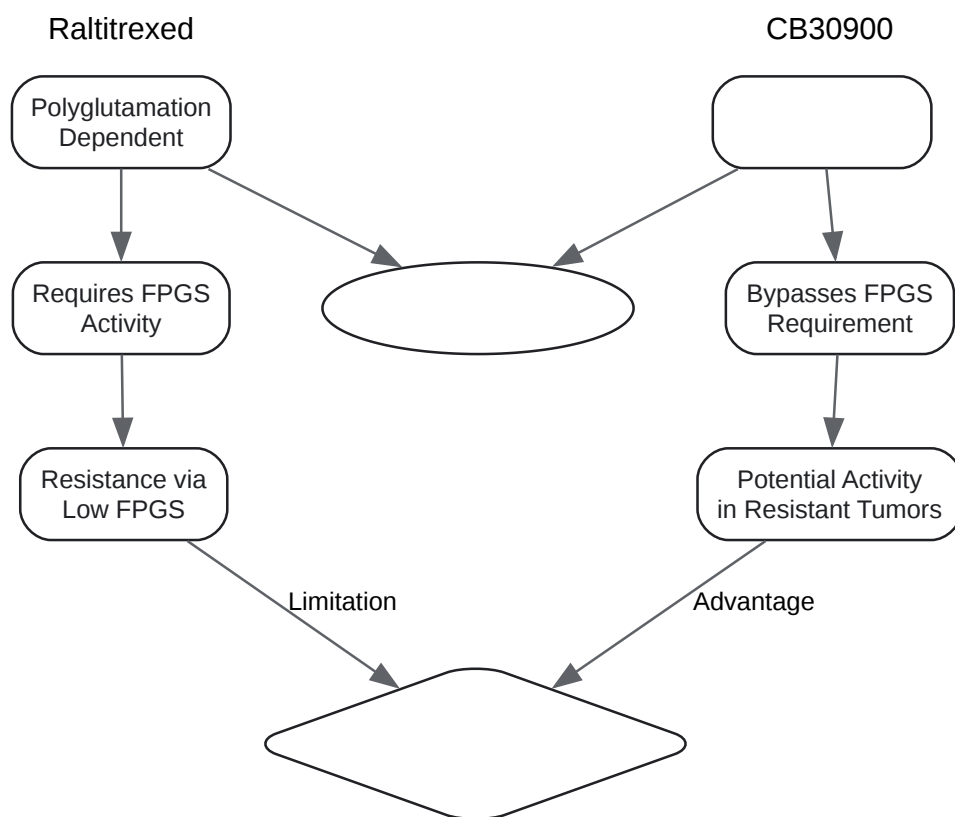 Raltitrexed
CB30900
Polyglutamation
Dependent
Requires FPGS
Activity
Bypasses FPGS
Requirement
Resistance via
Low FPGS
Potential Activity
in Resistant Tumors
Limitation
Advantage